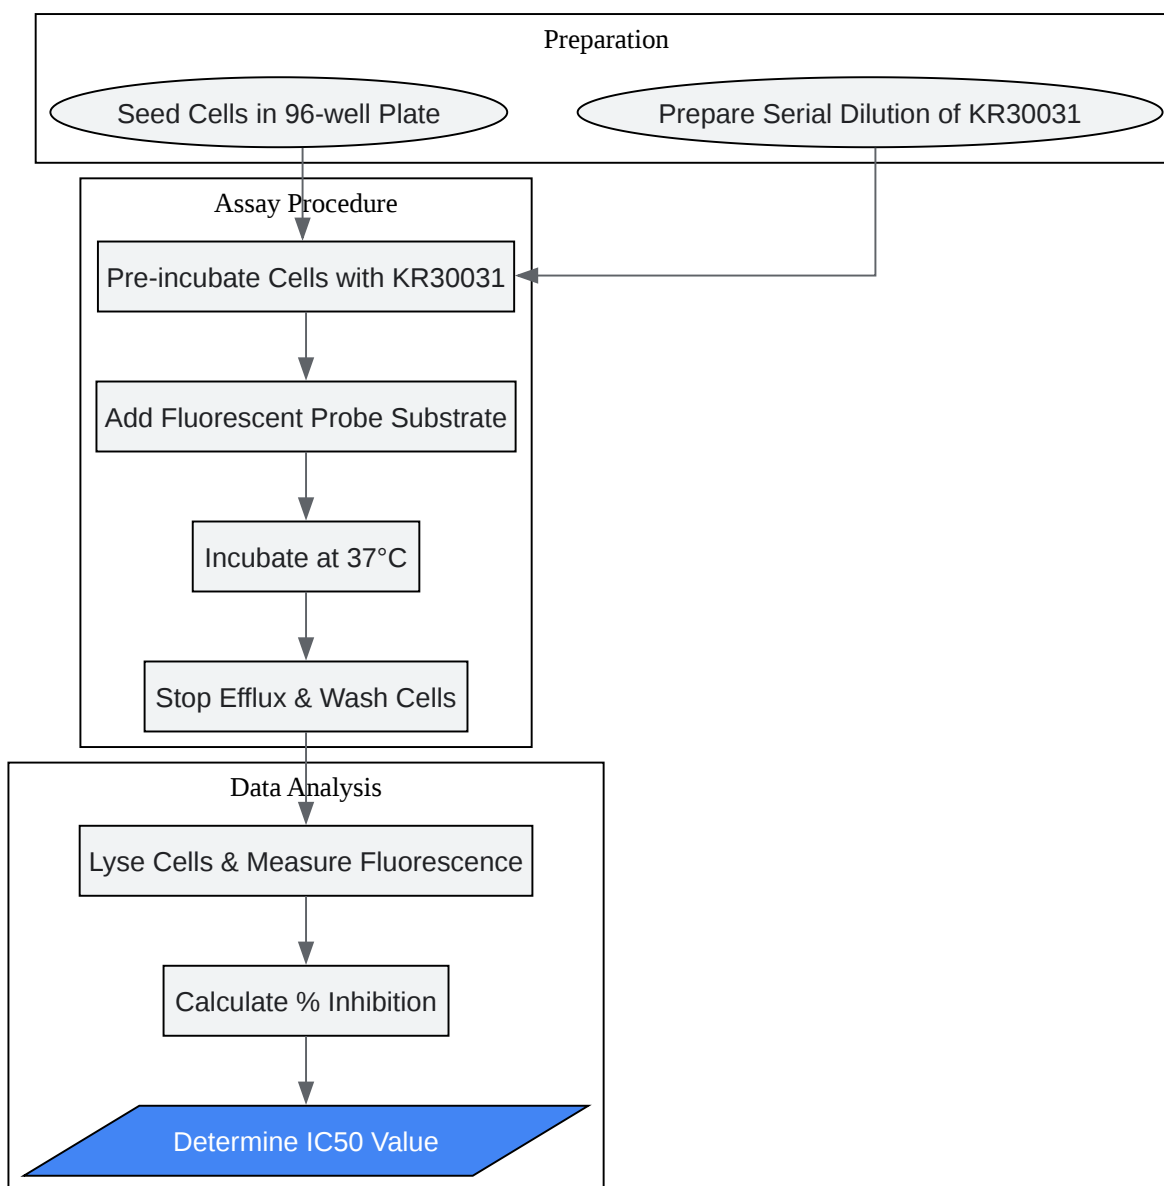 Preparation
Seed Cells in 96-well Plate
Prepare Serial Dilution of KR30031
Assay Procedure
Pre-incubate Cells with KR30031
Add Fluorescent Probe Substrate
Incubate at 37°C
Stop Efflux & Wash Cells
Data Analysis
Lyse Cells & Measure Fluorescence
Calculate % Inhibition
Determine IC50 Value